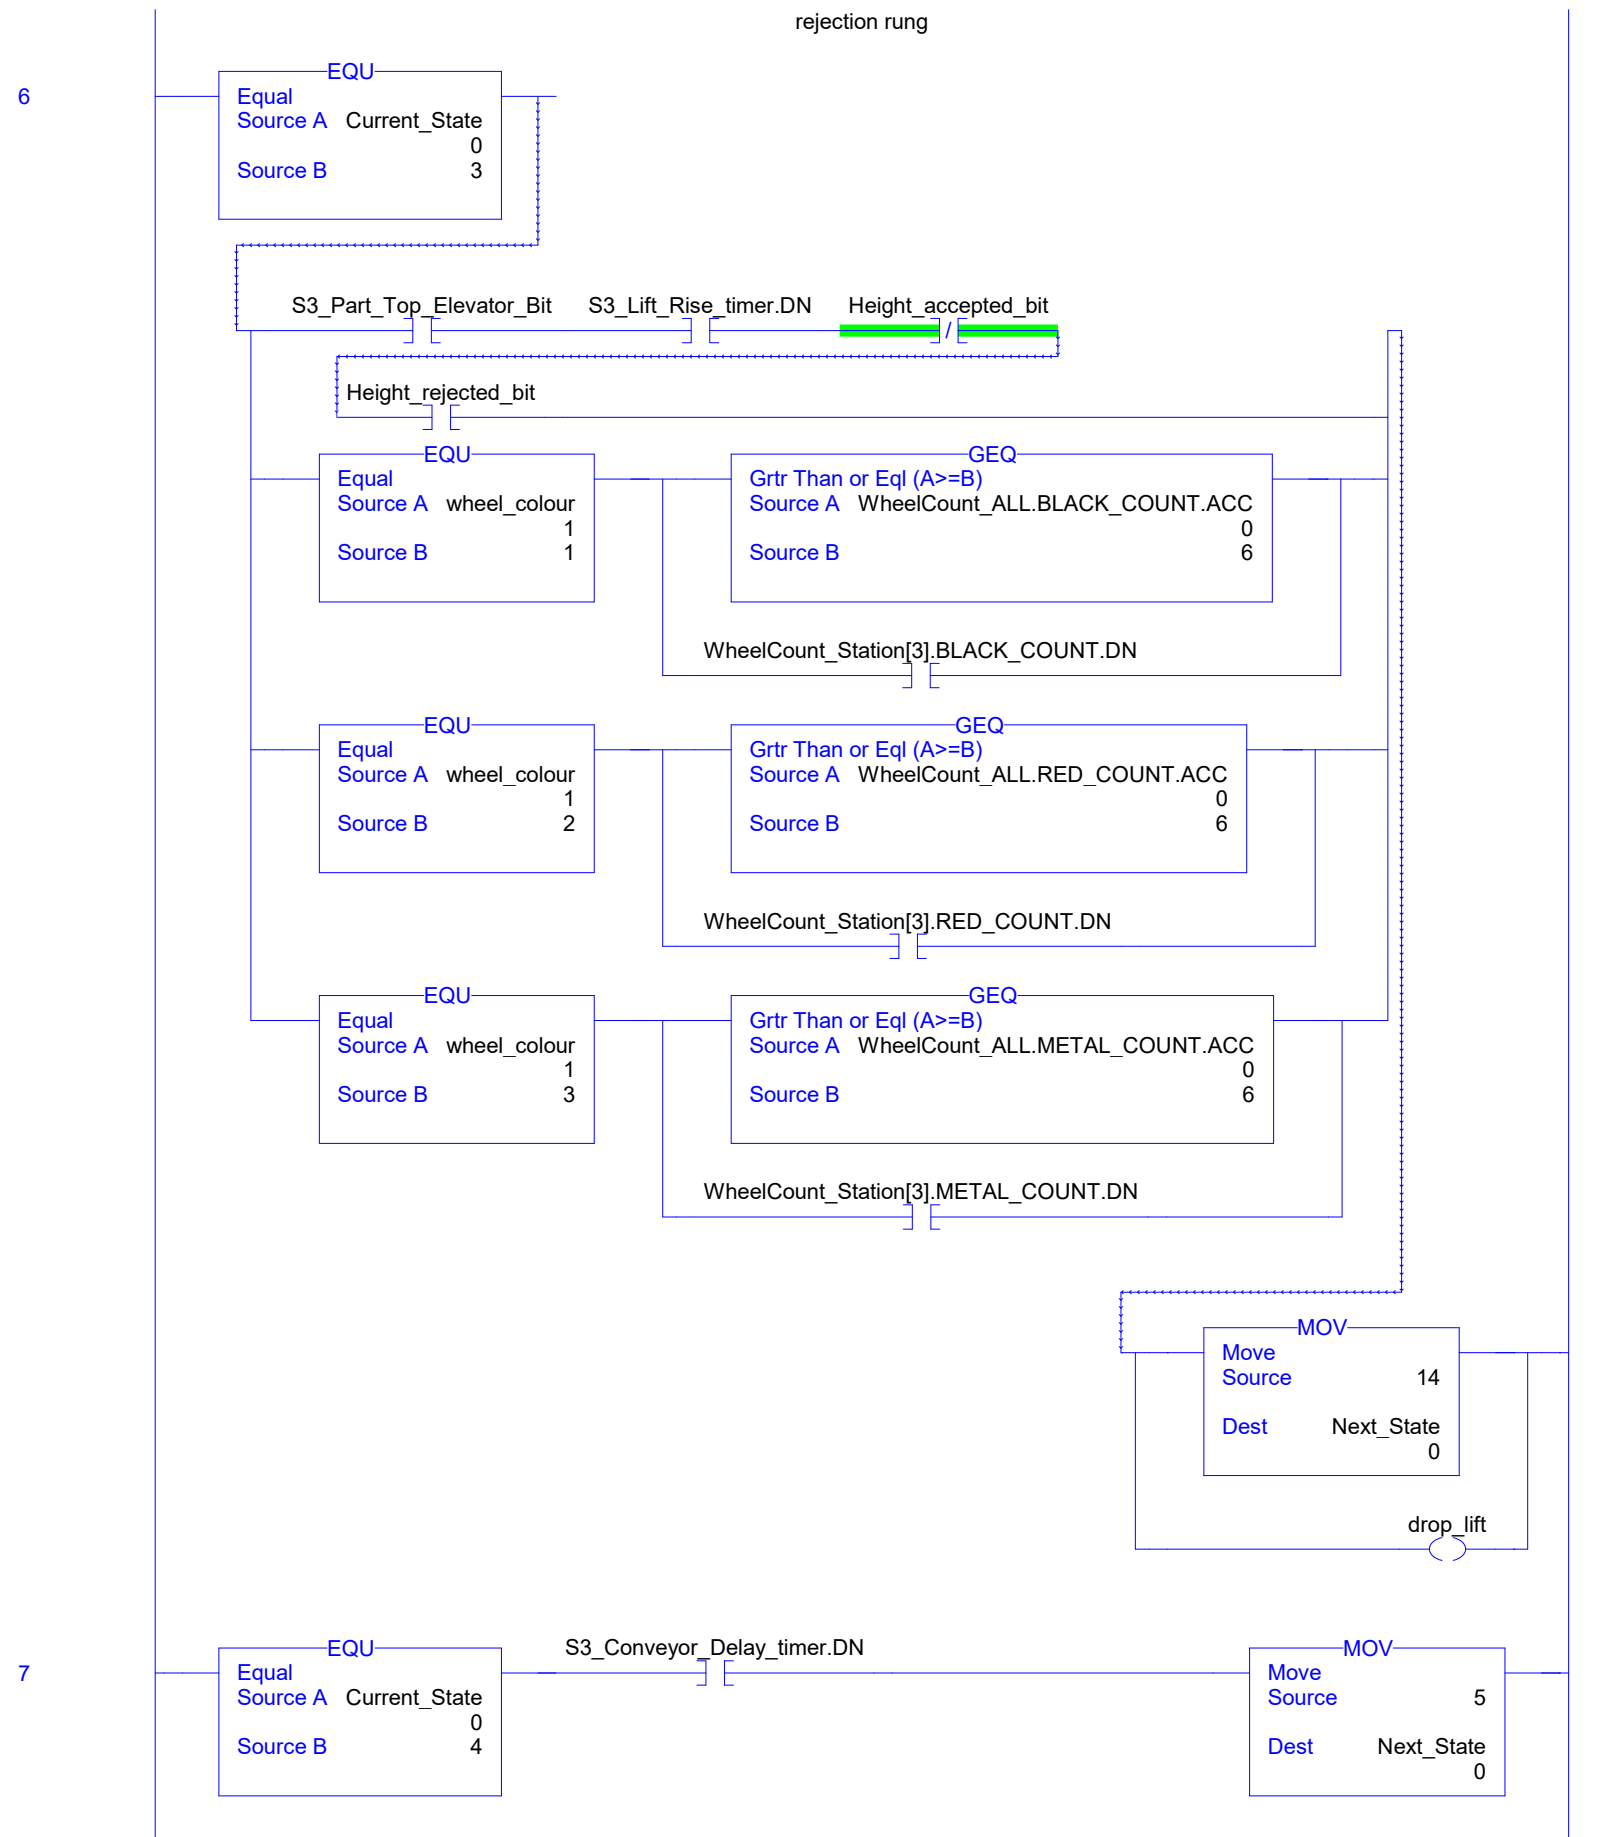 rejection rung
6
EQU
Equal
Source A Current_State
0
Source B 3
S3_Part_Top_Elevator_Bit S3_Lift_Rise_timer.DN Height_accepted_bit
/
Height_rejected_bit
EQU GEQ
Equal Grtr Than or Eql (A>=B)
Source A wheel_colour Source A WheelCount_ALL.BLACK_COUNT.ACC
1 0
Source B 1 Source B 6
WheelCount_Station[3].BLACK_COUNT.DN
EQU GEQ
Equal Grtr Than or Eql (A>=B)
Source A wheel_colour Source A WheelCount_ALL.RED_COUNT.ACC
1 0
Source B 2 Source B 6
WheelCount_Station[3].RED_COUNT.DN
EQU GEQ
Equal Grtr Than or Eql (A>=B)
Source A wheel_colour Source A WheelCount_ALL.METAL_COUNT.ACC
1 0
Source B 3 Source B 6
WheelCount_Station[3].METAL_COUNT.DN
MOV
Move
Source 14
Dest Next_State
0
drop_lift
7
EQU S3_Conveyor_Delay_timer.DN MOV
Equal Move
Source A Current_State Source 5
0
Source B 4 Dest Next_State
0